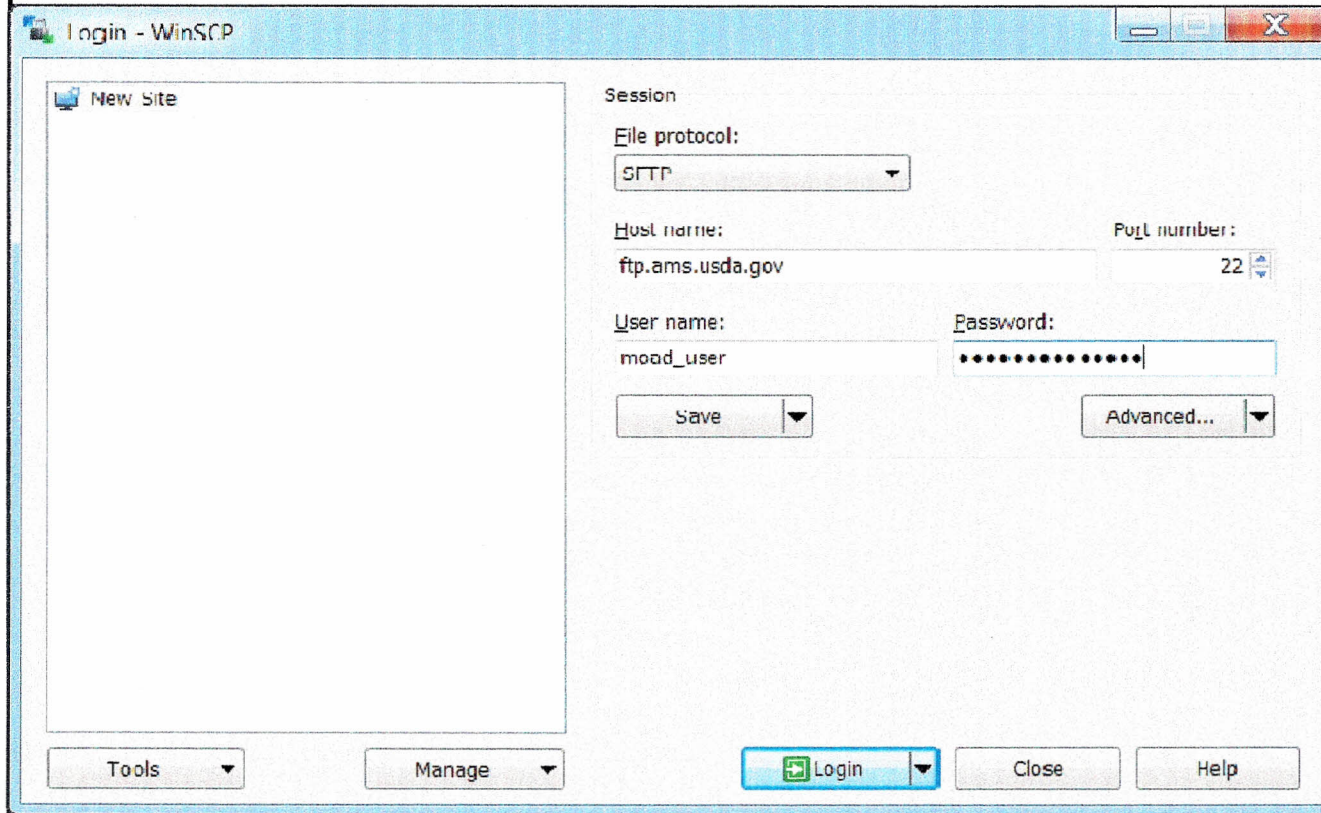 Login - WinSCP
New Site
Session
File protocol:
SFTP
Host name:
Port number:
ftp.ams.usda.gov
22
User name:
Password:
moad_user
••••••••••••••
Save
Advanced...
Tools
Manage
Login
Close
Help